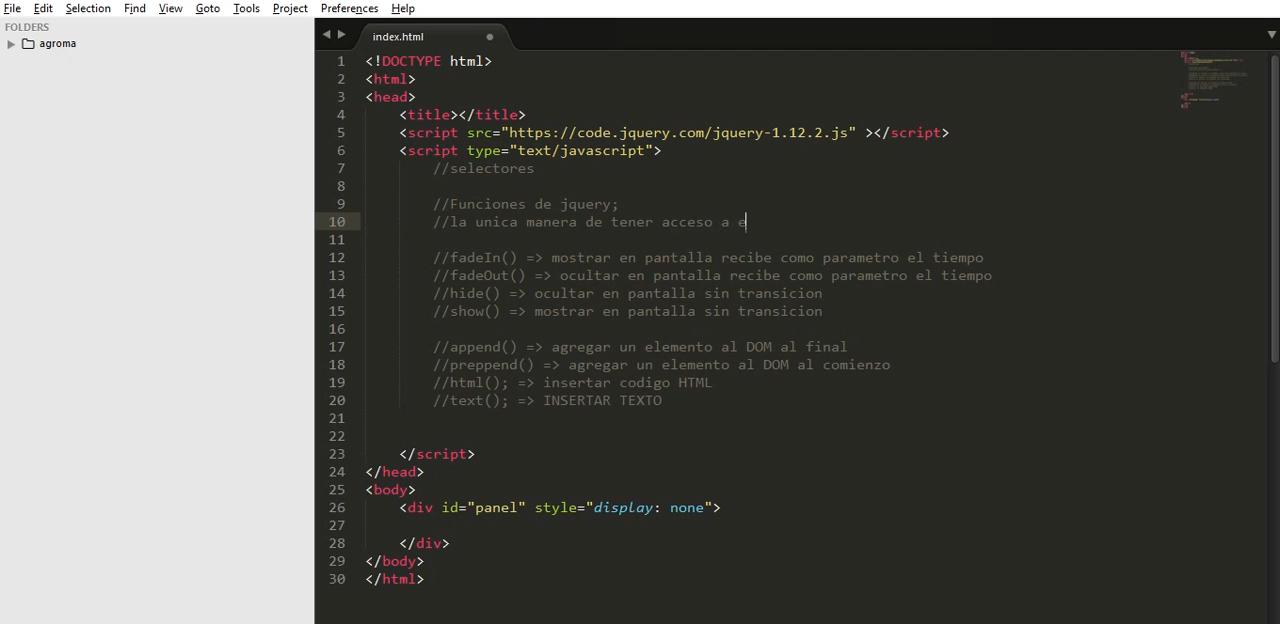 File Edit Selection Find View Goto Tools Project Preferences Help
FOLDERS
agroma
index.html
1 <!DOCTYPE html>
2 <html>
3 <head>
4 <title></title>
5 <script src="https://code.jquery.com/jquery-1.12.2.js" ></script>
6 <script type="text/javascript">
7 //selectores
8
9 //Funciones de jquery;
10 //la unica manera de tener acceso a e
11
12 //fadeIn() => mostrar en pantalla recibe como parametro el tiempo
13 //fadeOut() => ocultar en pantalla recibe como parametro el tiempo
14 //hide() => ocultar en pantalla sin transicion
15 //show() => mostrar en pantalla sin transicion
16
17 //append() => agregar un elemento al DOM al final
18 //preppend() => agregar un elemento al DOM al comienzo
19 //html(); => insertar codigo HTML
20 //text(); => INSERTAR TEXTO
21
22
23 </script>
24 </head>
25 <body>
26 <div id="panel" style="display: none">
27
28 </div>
29 </body>
30 </html>